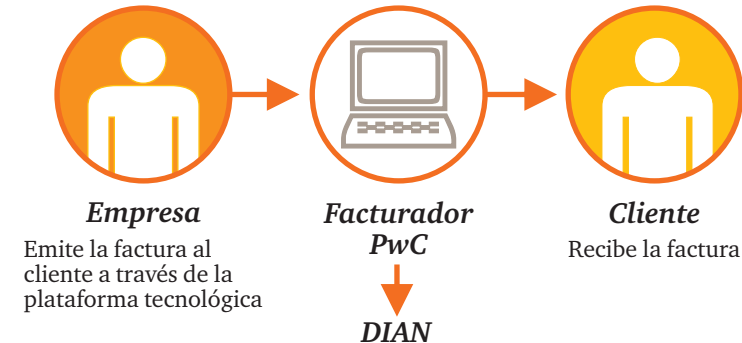 Empresa
Emite la factura al
cliente a través de la
plataforma tecnológica
Facturador
PwC
DIAN
Cliente
Recibe la factura